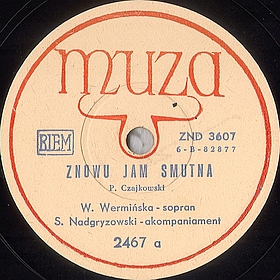 muza
BIEM
ZND 3607
6-B-82877
ZNOWU JAM SMUTNA
P. Czajkowski
W. Wermińska - sopran
S. Nadgryzowski - akompaniament
2467 a